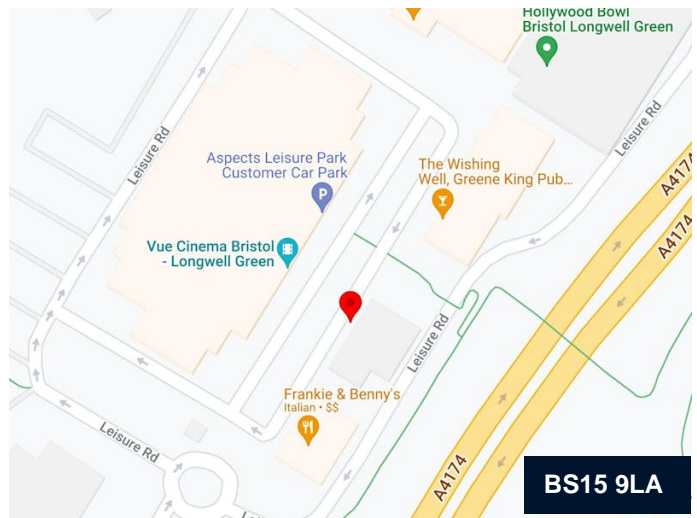 Hollywood Bowl
Bristol Longwell Green
Leisure Rd
Leisure Rd
A4174
A4174
Aspects Leisure Park
Customer Car Park
P
The Wishing
Well, Greene King Pub...
Vue Cinema Bristol
- Longwell Green
Leisure Rd
Frankie & Benny's
Italian • $$
Leisure Rd
A4174
A4174
BS15 9LA